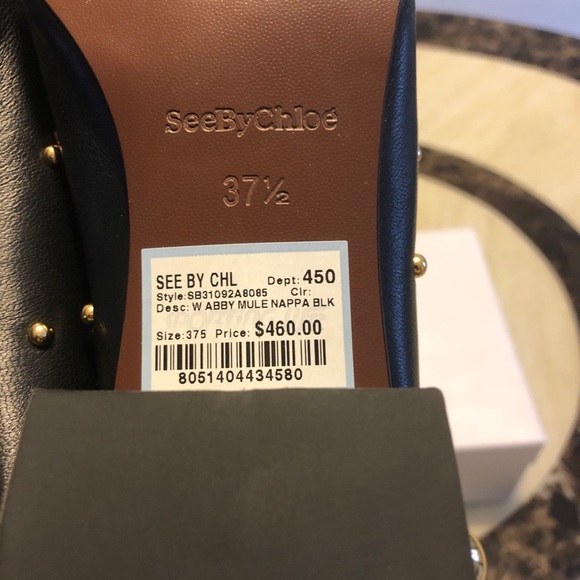 SeeByChloé
37½
SEE BY CHL Dept: 450
Style:SB31092A8085 Clr:
Desc: W ABBY MULE NAPPA BLK
Size:375 Price: $460.00
8051404434580